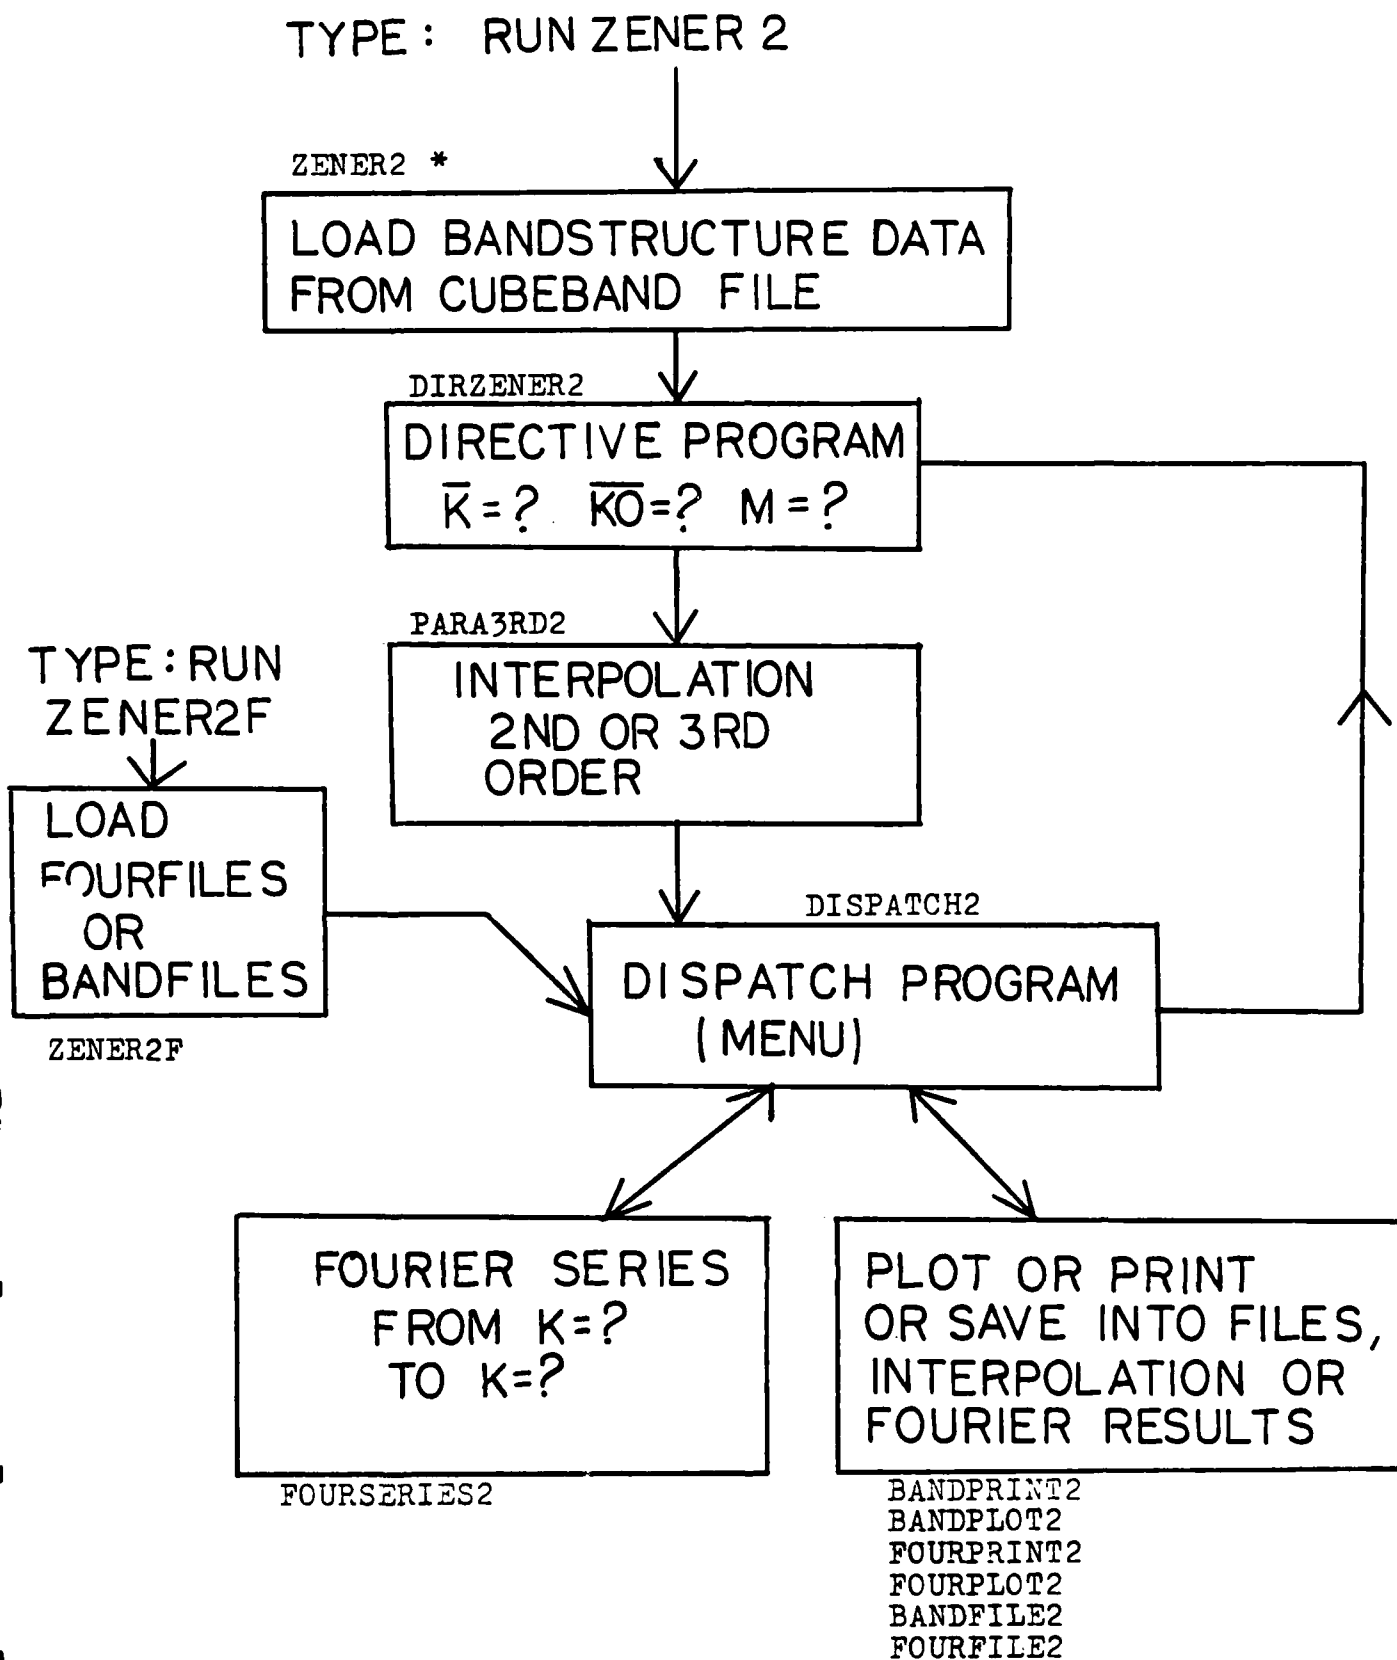 TYPE: RUN ZENER 2
ZENER2 *
LOAD BANDSTRUCTURE DATA
FROM CUBEBAND FILE
DIRZENER2
DIRECTIVE PROGRAM
K̅=? K̅O̅=? M=?
PARA3RD2
INTERPOLATION
2ND OR 3RD
ORDER
TYPE: RUN
ZENER2F
LOAD
FOURFILES
OR
BANDFILES
ZENER2F
DISPATCH2
DISPATCH PROGRAM
(MENU)
FOURIER SERIES
FROM K=?
TO K=?
FOURSERIES2
PLOT OR PRINT
OR SAVE INTO FILES,
INTERPOLATION OR
FOURIER RESULTS
BANDPRINT2
BANDPLOT2
FOURPRINT2
FOURPLOT2
BANDFILE2
FOURFILE2